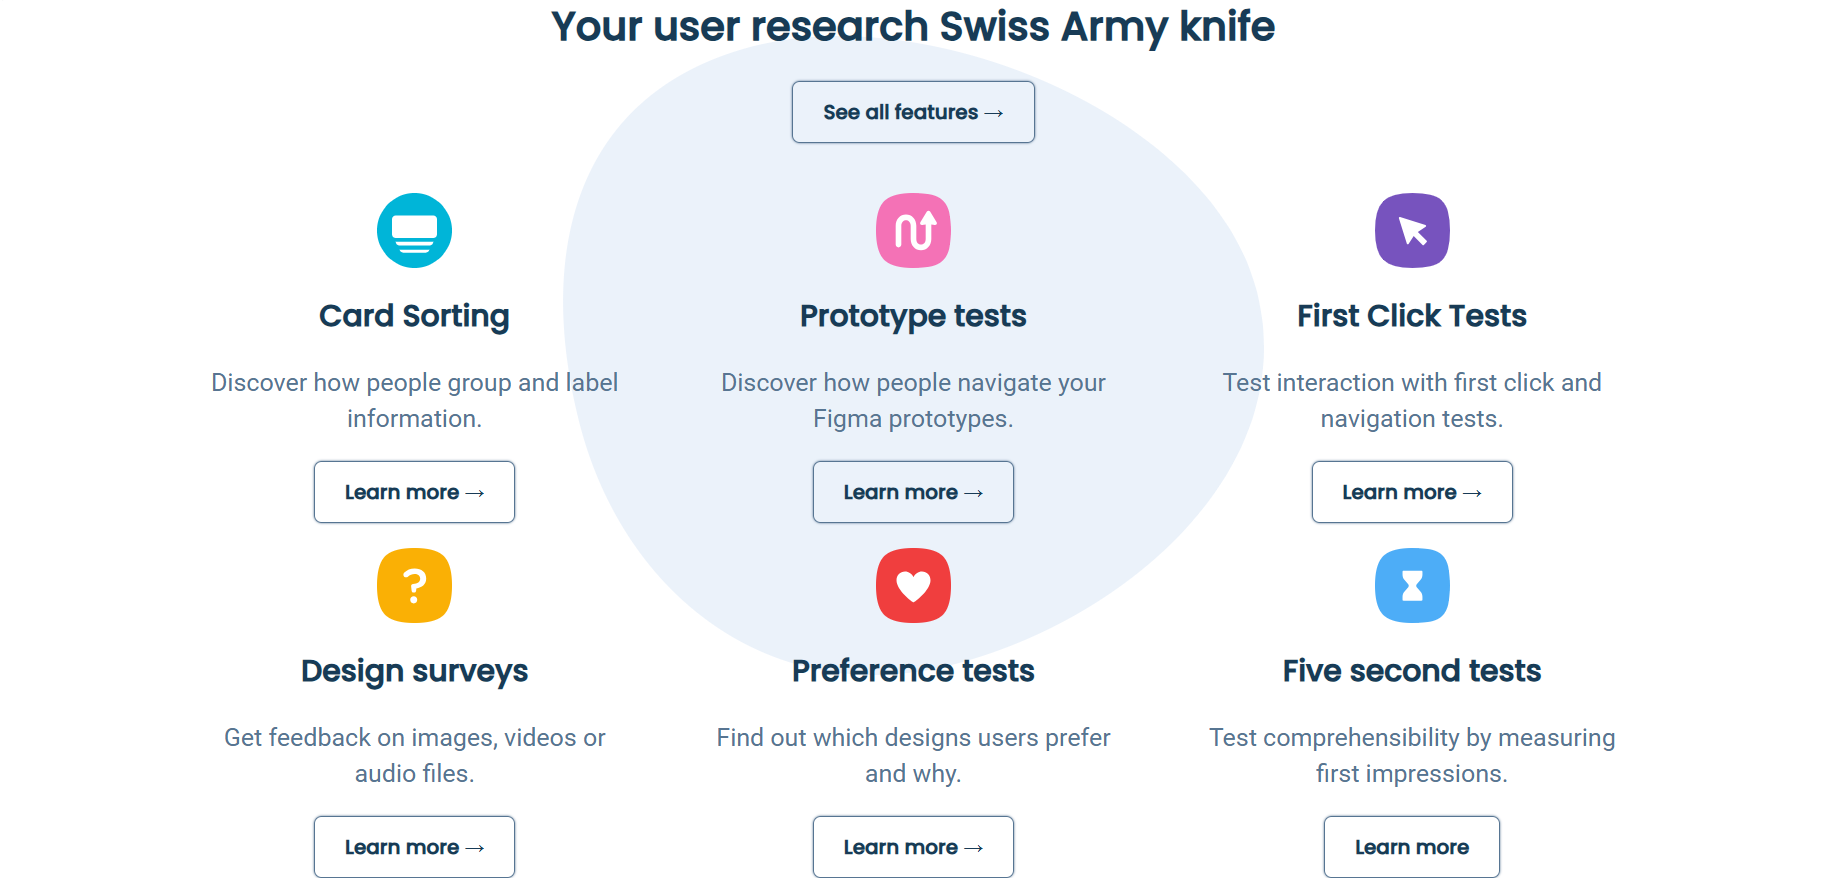 Your user research Swiss Army knife
See all features →
Card Sorting
Discover how people group and label
information.
Learn more →
Prototype tests
Discover how people navigate your
Figma prototypes.
Learn more →
First Click Tests
Test interaction with first click and
navigation tests.
Learn more →
Design surveys
Get feedback on images, videos or
audio files.
Learn more →
Preference tests
Find out which designs users prefer
and why.
Learn more →
Five second tests
Test comprehensibility by measuring
first impressions.
Learn more